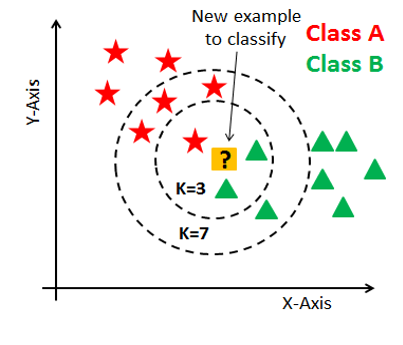 New example
to classify
Class A
Class B
Y-Axis
?
K=3
K=7
X-Axis